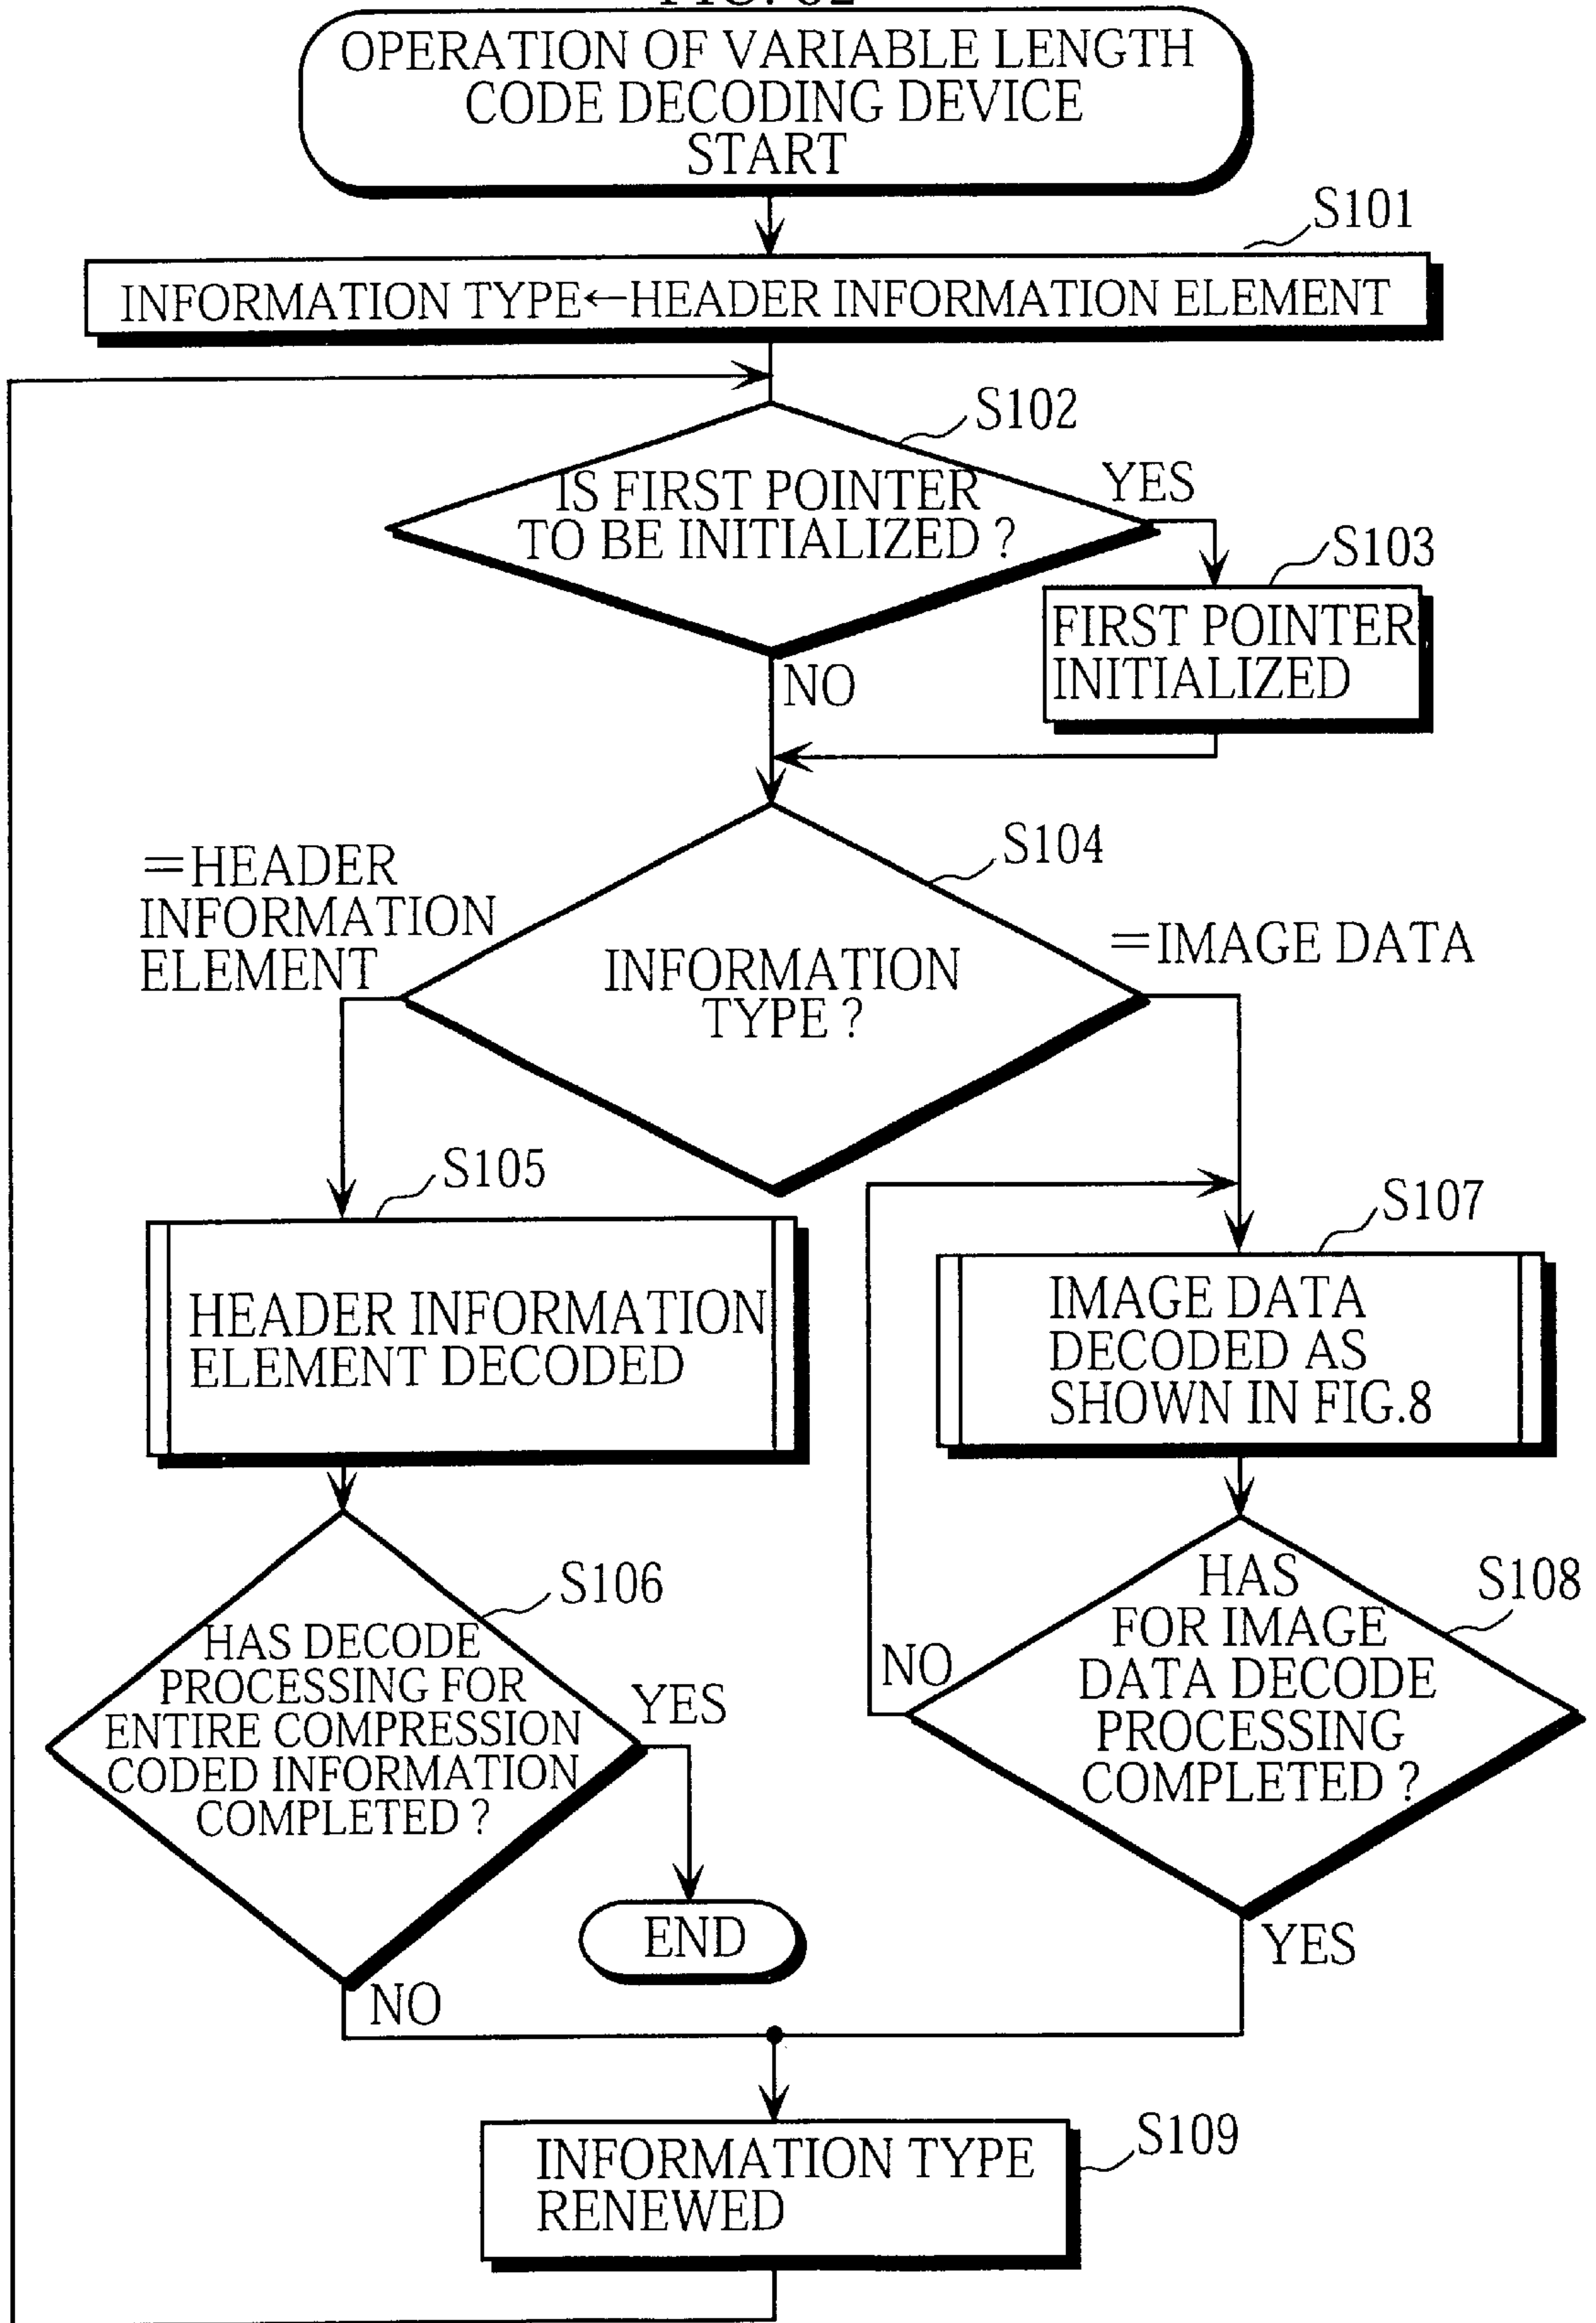 OPERATION OF VARIABLE LENGTH
CODE DECODING DEVICE
START
S101
INFORMATION TYPE←HEADER INFORMATION ELEMENT
S102
IS FIRST POINTER
TO BE INITIALIZED ?
YES
S103
FIRST POINTER
INITIALIZED
NO
S104
=HEADER
INFORMATION
ELEMENT
INFORMATION
TYPE ?
=IMAGE DATA
S105
HEADER INFORMATION
ELEMENT DECODED
S107
IMAGE DATA
DECODED AS
SHOWN IN FIG.8
S106
HAS DECODE
PROCESSING FOR
ENTIRE COMPRESSION
CODED INFORMATION
COMPLETED ?
YES
END
NO
S108
HAS
FOR IMAGE
DATA DECODE
PROCESSING
COMPLETED ?
NO
YES
S109
INFORMATION TYPE
RENEWED